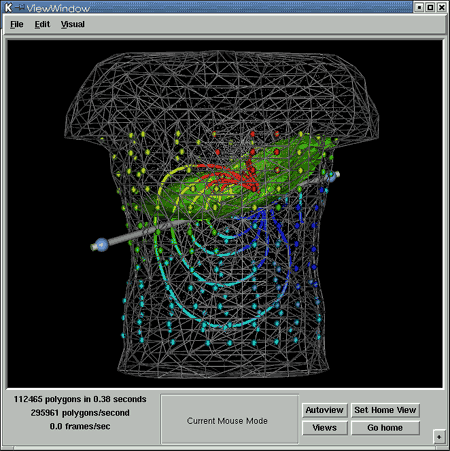 ViewWindow
File Edit Visual
112465 polygons in 0.38 seconds
295961 polygons/second
0.0 frames/sec
Current Mouse Mode
Autoview Set Home View
Views Go home